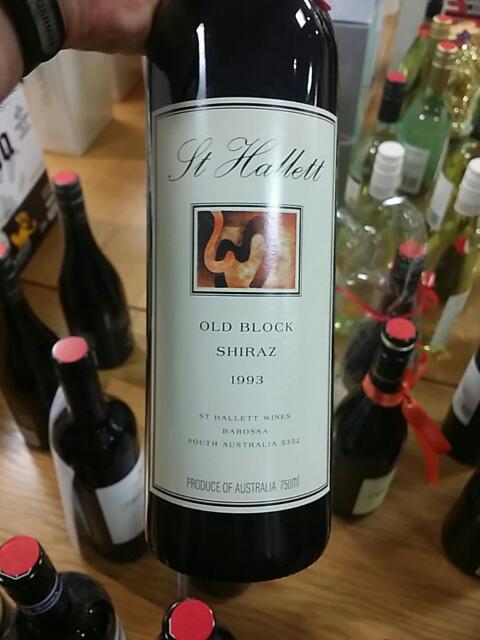 St Hallett
OLD BLOCK
SHIRAZ
1993
ST HALLETT WINES
BAROSSA
SOUTH AUSTRALIA 5352
PRODUCE OF AUSTRALIA 750ml